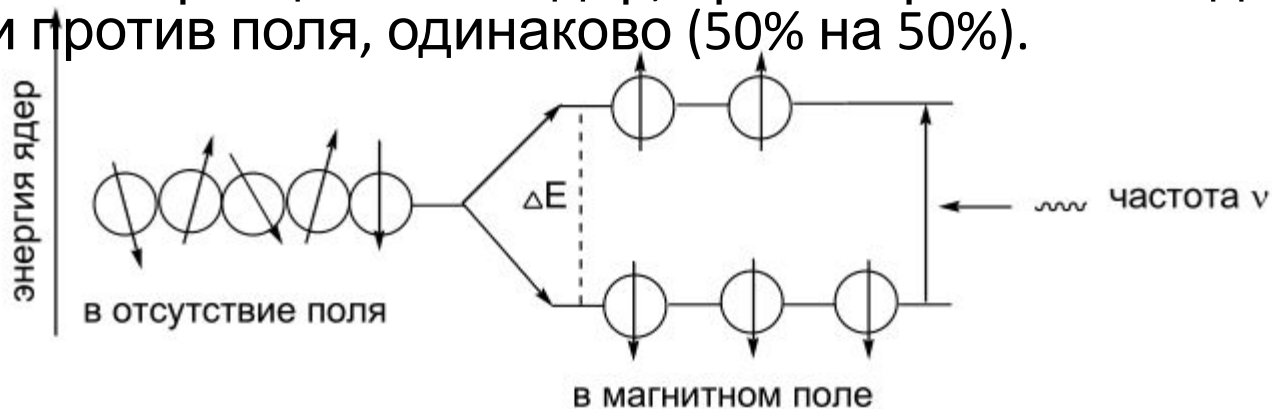 и против поля, одинаково (50% на 50%).
энергия ядер
ΔE
частота ν
в отсутствие поля
в магнитном поле